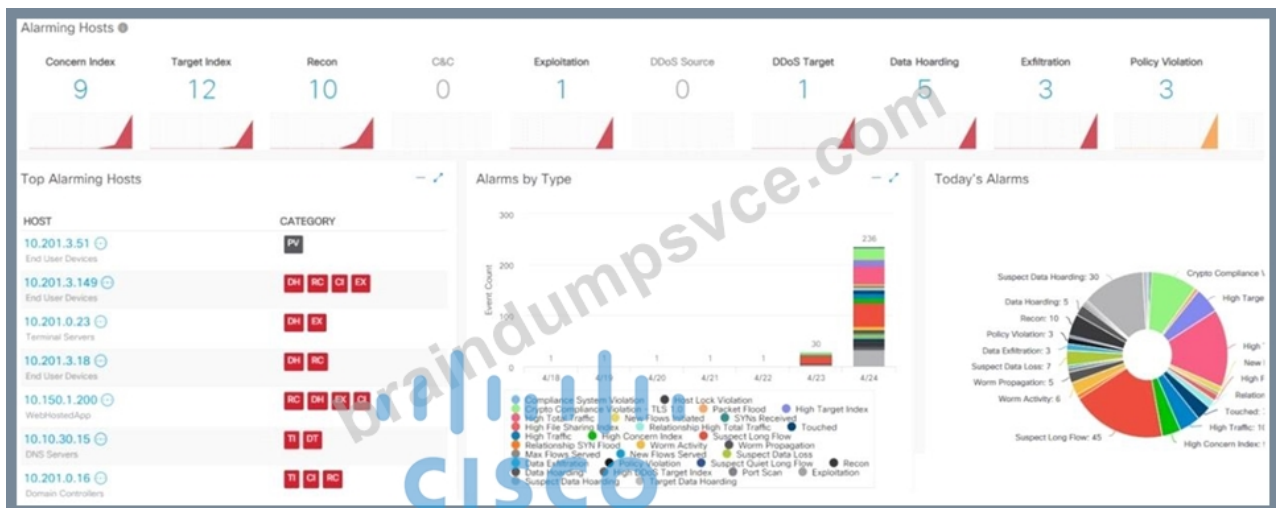 Alarming Hosts
Concern Index
9
Target Index
12
Recon
10
C&C
0
Exploitation
1
DDoS Source
0
DDoS Target
1
Data Hoarding
5
Exfiltration
3
Policy Violation
3
Top Alarming Hosts
HOST CATEGORY
10.201.3.51 PV
End User Devices
10.201.3.149 DH RC CI EX
End User Devices
10.201.0.23 DH EX
Terminal Servers
10.201.3.18 DH RC
End User Devices
10.150.1.200 RC DH EX CI
WebHostedApp
10.10.30.15 TI DT
DNS Servers
10.201.0.16 TI CI RC
Domain Controllers
Alarms by Type
Event Count
300
200
100
0
1 1 1 1 1 30 236
4/18 4/19 4/20 4/21 4/22 4/23 4/24
Compliance System Violation Host Lock Violation
Crypto Compliance Violation - TLS 1.0 Packet Flood High Target Index
High Total Traffic New Flows Initiated SYNs Received
High File Sharing Index Relationship High Total Traffic Touched
High Traffic High Concern Index Suspect Long Flow
Relationship SYN Flood Worm Activity Worm Propagation
Max Flows Served New Flows Served Suspect Data Loss
Data Exfiltration Policy Violation Suspect Quiet Long Flow Recon
Data Hoarding High DDoS Target Index Port Scan Exploitation
Suspect Data Hoarding Target Data Hoarding
Today's Alarms
Suspect Data Hoarding: 30
Data Hoarding: 5
Recon: 10
Policy Violation: 3
Data Exfiltration: 3
Suspect Data Loss: 7
Worm Propagation: 5
Worm Activity: 6
Suspect Long Flow: 45
Crypto Compliance
High Targe
High
New
High
Relation
Touched:
High Traffic:
High Concern Index:
braindumpsvce.com
CISCO